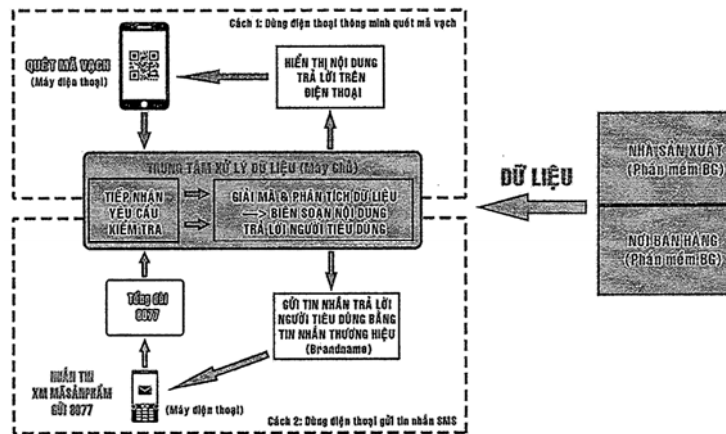 Cách 1: Dùng điện thoại thông minh quét mã vạch
QUÉT MÃ VẠCH
(Máy điện thoại)
HIỂN THỊ NỘI DUNG
TRẢ LỜI TRÊN
ĐIỆN THOẠI
TRUNG TÂM XỬ LÝ DỮ LIỆU (Máy Chủ)
TIẾP NHẬN
YÊU CẦU
KIỂM TRA
GIẢI MÃ & PHÂN TÍCH DỮ LIỆU
—> BIÊN SOẠN NỘI DUNG
TRẢ LỜI NGƯỜI TIÊU DÙNG
DỮ LIỆU
NHÀ SẢN XUẤT
(Phần mềm BG)
NƠI BÁN HÀNG
(Phần mềm BG)
Tổng đài
8077
GỬI TIN NHẮN TRẢ LỜI
NGƯỜI TIÊU DÙNG BẰNG
TIN NHẮN THƯƠNG HIỆU
(Brandname)
NHẮN TIN
XM MÃSẢNPHẨM
GỬI 8077
(Máy điện thoại)
Cách 2: Dùng điện thoại gửi tin nhắn SMS